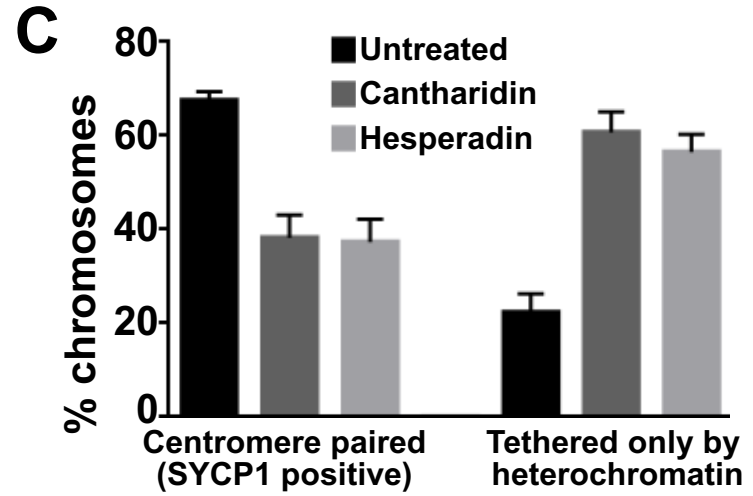 C
% chromosomes
80
60
40
20
0
Untreated
Cantharidin
Hesperadin
Centromere paired
(SYCP1 positive)
Tethered only by
heterochromatin